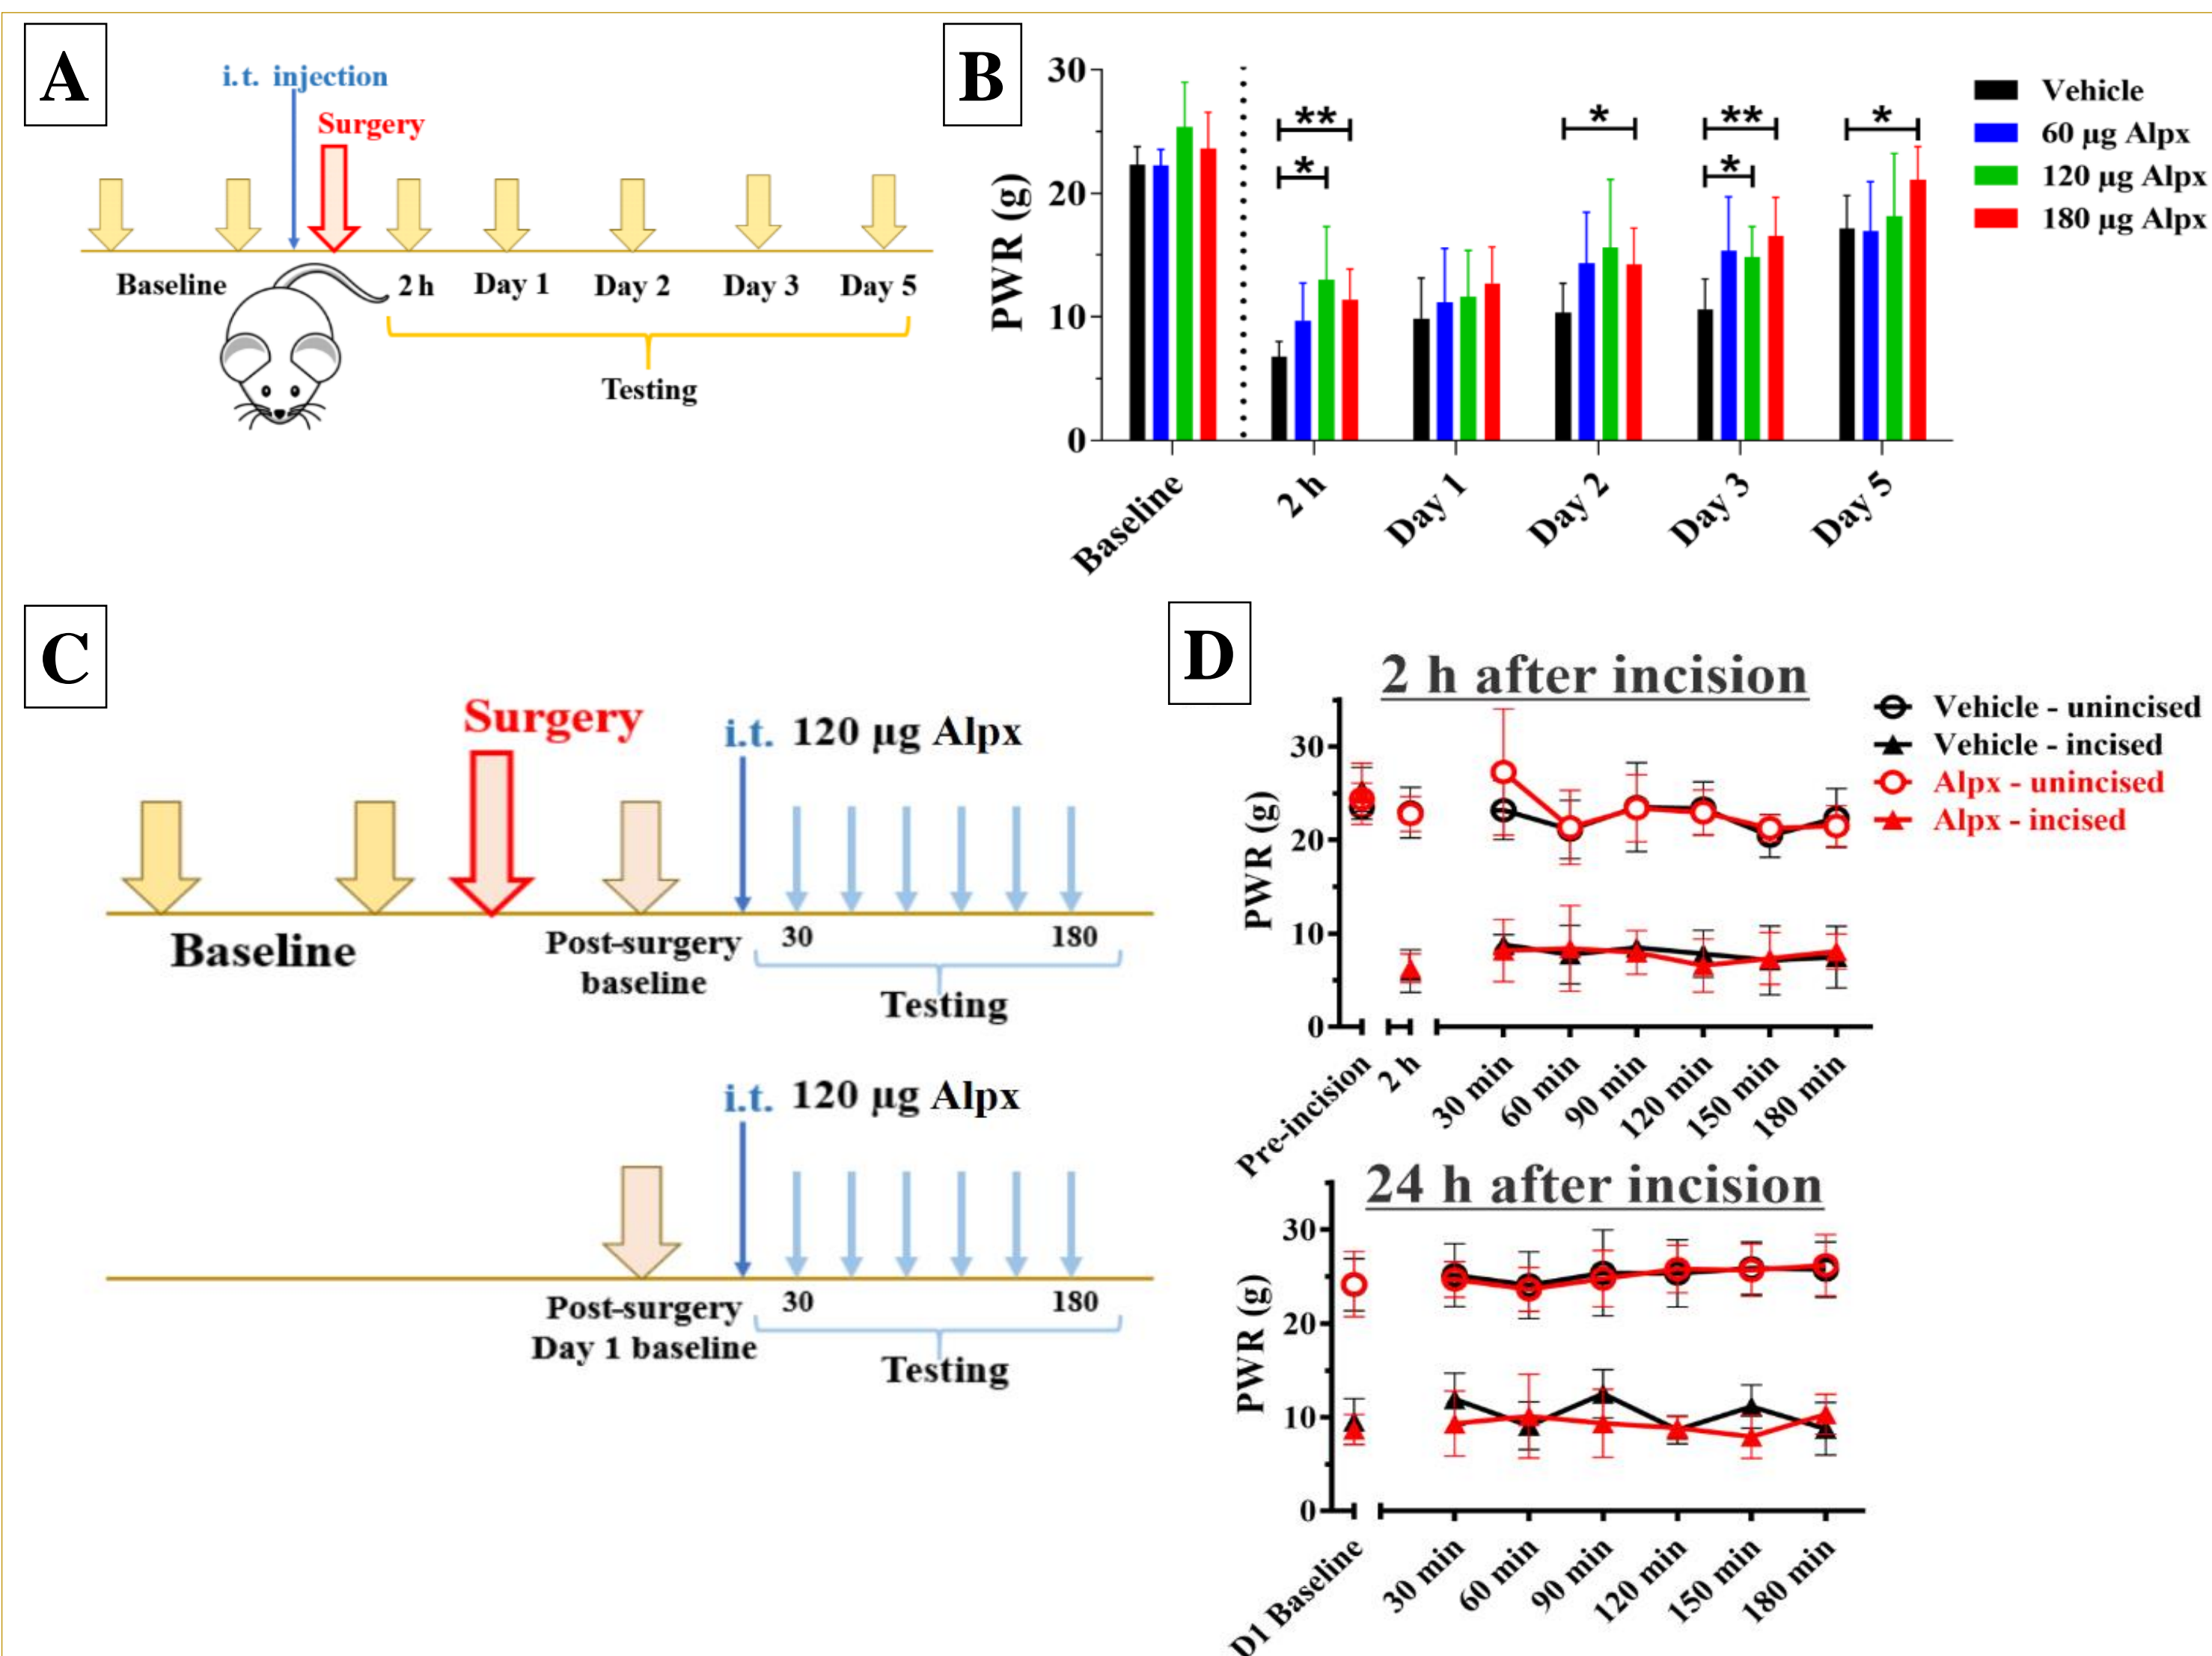 A
i.t. injection
Surgery
Baseline
2 h
Day 1
Day 2
Day 3
Day 5
Testing
B
PWR (g)
30
20
10
0
**
*
*
**
*
*
Baseline
2 h
Day 1
Day 2
Day 3
Day 5
Vehicle
60 µg Alpx
120 µg Alpx
180 µg Alpx
C
Surgery
i.t. 120 µg Alpx
Baseline
Post-surgery
baseline
30
180
Testing
i.t. 120 µg Alpx
Post-surgery
Day 1 baseline
30
180
Testing
D
2 h after incision
PWR (g)
30
20
10
0
Pre-incision
2 h
30 min
60 min
90 min
120 min
150 min
180 min
Vehicle - unincised
Vehicle - incised
Alpx - unincised
Alpx - incised
24 h after incision
PWR (g)
30
20
10
0
D1 Baseline
30 min
60 min
90 min
120 min
150 min
180 min